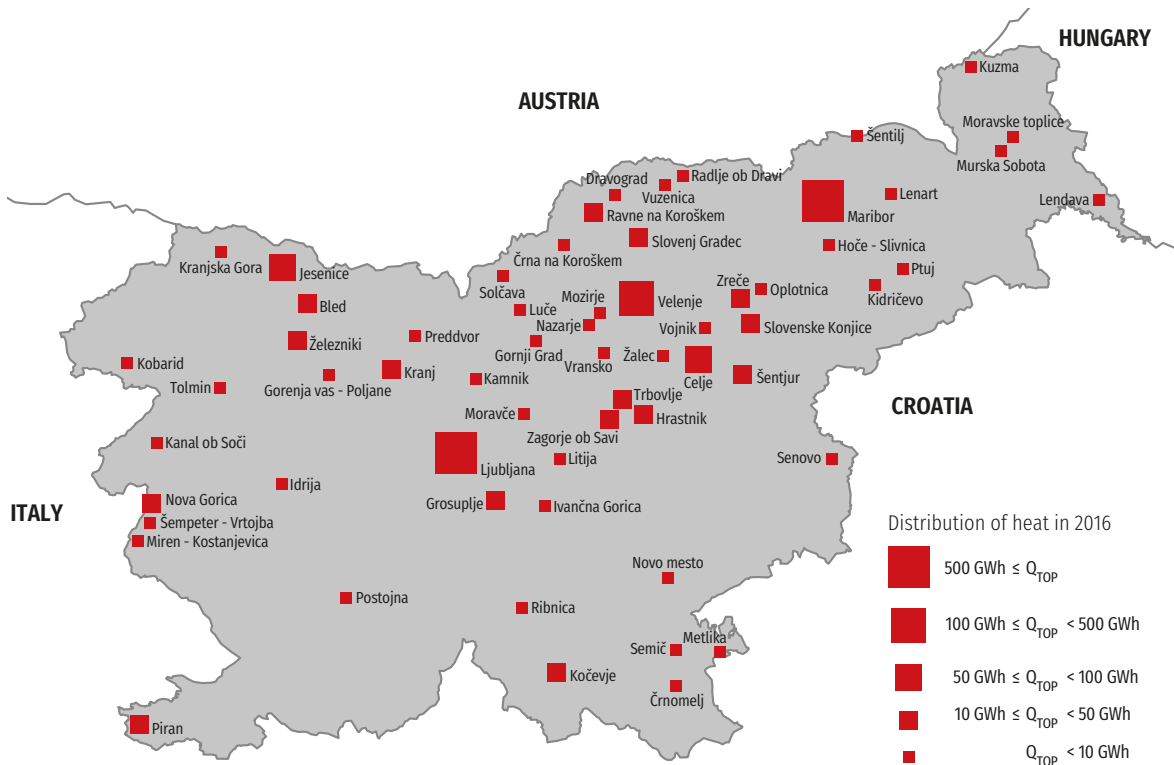 HUNGARY
Kuzma
AUSTRIA
Moravske toplice
Šentilj
Murska Sobota
Radlje ob Dravi
Dravograd
Vuzenica
Lenart
Lendava
Ravne na Koroškem
Maribor
Slovenj Gradec
Hoče - Slivnica
Črna na Koroškem
Kranjska Gora
Jesenice
Ptuj
Zreče
Oplotnica
Solčava
Kidričevo
Mozirje
Velenje
Bled
Luče
Nazarje
Vojnik
Slovenske Konjice
Preddvor
Železniki
Gornji Grad
Vransko
Žalec
Kobarid
Kranj
Celje
Šentjur
Tolmin
Gorenja vas - Poljane
Kamnik
Trbovlje
CROATIA
Moravče
Hrastnik
Zagorje ob Savi
Kanal ob Soči
Litija
Senovo
Ljubljana
Idrija
Nova Gorica
Grosuplje
Ivančna Gorica
ITALY
Šempeter - Vrtojba
Miren - Kostanjevica
Novo mesto
Postojna
Ribnica
Metlika
Semič
Kočevje
Črnomelj
Piran
Distribution of heat in 2016
500 GWh ≤ QTOP
100 GWh ≤ QTOP < 500 GWh
50 GWh ≤ QTOP < 100 GWh
10 GWh ≤ QTOP < 50 GWh
QTOP < 10 GWh